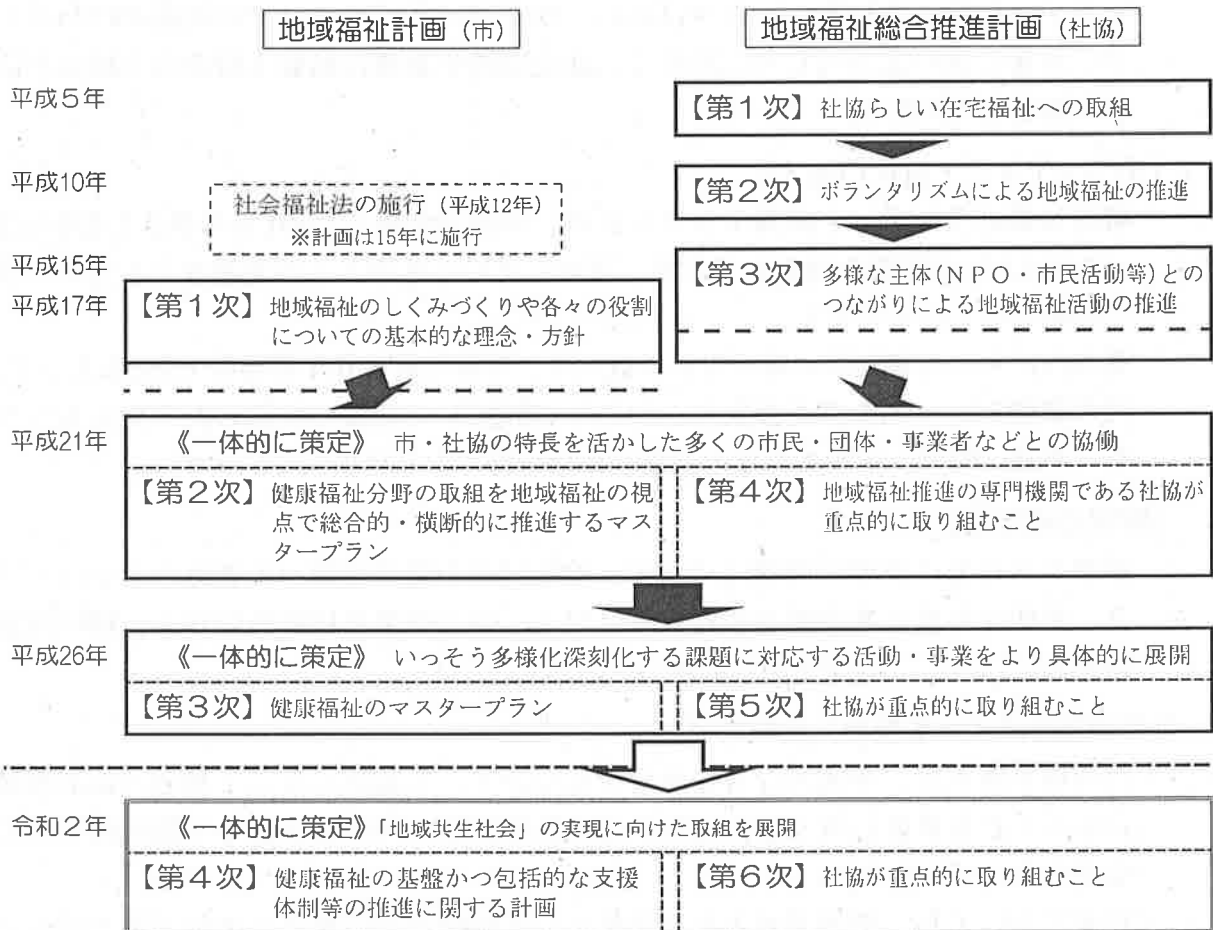 地域福祉計画（市）
地域福祉総合推進計画（社協）
平成5年
【第１次】社協らしい在宅福祉への取組
平成10年
【第２次】ボランタリズムによる地域福祉の推進
社会福祉法の施行（平成12年）
※計画は15年に施行
平成15年
【第３次】多様な主体(ＮＰＯ・市民活動等)との
つながりによる地域福祉活動の推進
平成17年
【第１次】地域福祉のしくみづくりや各々の役割
についての基本的な理念・方針
平成21年
《一体的に策定》 市・社協の特長を活かした多くの市民・団体・事業者などとの協働
【第２次】健康福祉分野の取組を地域福祉の視
点で総合的・横断的に推進するマス
タープラン
【第４次】地域福祉推進の専門機関である社協が
重点的に取り組むこと
平成26年
《一体的に策定》 いっそう多様化深刻化する課題に対応する活動・事業をより具体的に展開
【第３次】健康福祉のマスタープラン
【第５次】社協が重点的に取り組むこと
令和2年
《一体的に策定》「地域共生社会」の実現に向けた取組を展開
【第４次】健康福祉の基盤かつ包括的な支援
体制等の推進に関する計画
【第６次】社協が重点的に取り組むこと